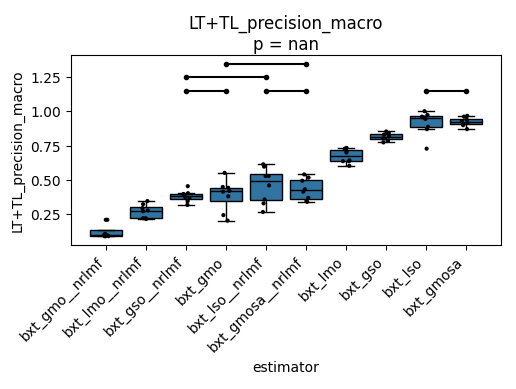 LT+TL_precision_macro
p = nan
LT+TL_precision_macro
1.25
1.00
0.75
0.50
0.25
bxt_gmo__nrlmf
bxt_lmo__nrlmf
bxt_gso__nrlmf
bxt_gmo
bxt_lso__nrlmf
bxt_gmosa__nrlmf
bxt_lmo
bxt_gso
bxt_lso
bxt_gmosa
estimator